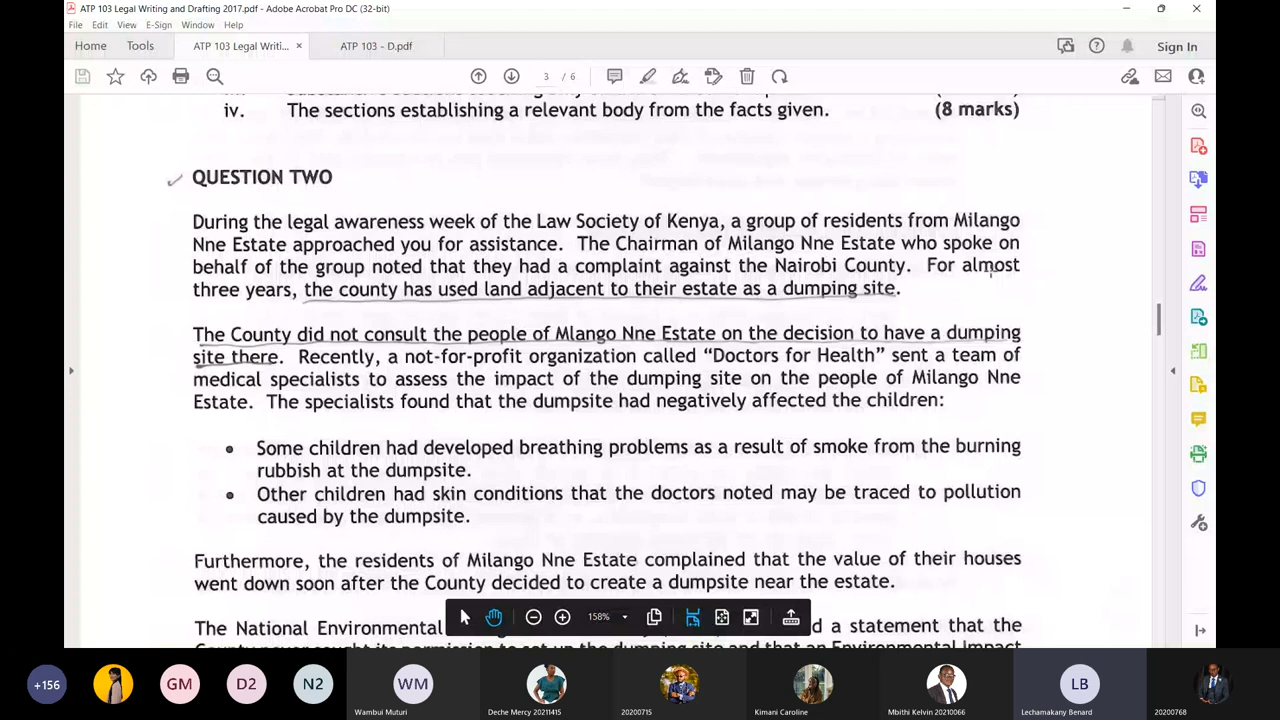 ATP 103 Legal Writing and Drafting 2017.pdf - Adobe Acrobat Pro DC (32-bit)
File Edit View E-Sign Window Help
Home Tools ATP 103 Legal Writi... × ATP 103 - D.pdf Sign In
3 / 6
iv. The sections establishing a relevant body from the facts given. (8 marks)
QUESTION TWO
During the legal awareness week of the Law Society of Kenya, a group of residents from Milango
Nne Estate approached you for assistance. The Chairman of Milango Nne Estate who spoke on
behalf of the group noted that they had a complaint against the Nairobi County. For almost
three years, the county has used land adjacent to their estate as a dumping site.
The County did not consult the people of Mlango Nne Estate on the decision to have a dumping
site there. Recently, a not-for-profit organization called “Doctors for Health” sent a team of
medical specialists to assess the impact of the dumping site on the people of Milango Nne
Estate. The specialists found that the dumpsite had negatively affected the children:
• Some children had developed breathing problems as a result of smoke from the burning
rubbish at the dumpsite.
• Other children had skin conditions that the doctors noted may be traced to pollution
caused by the dumpsite.
Furthermore, the residents of Milango Nne Estate complained that the value of their houses
went down soon after the County decided to create a dumpsite near the estate.
158%
The National Environmental a statement that the
+156 GM D2 N2 WM LB
Wambui Muturi Deche Mercy 20211415 20200715 Kimani Caroline Mbithi Kelvin 20210066 Lechamakany Benard 20200768